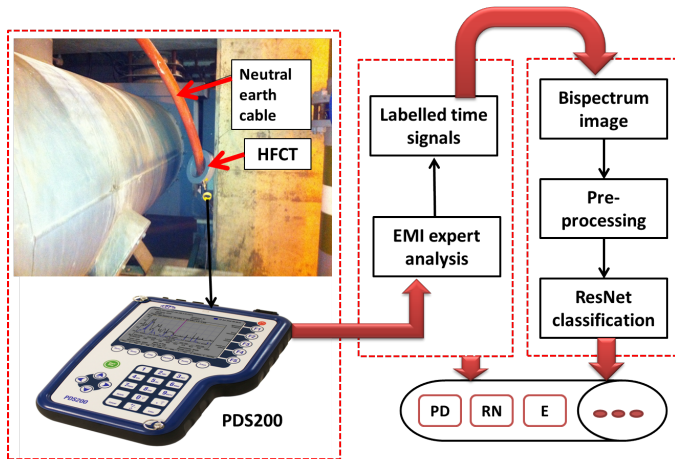 Neutral
earth
cable
HFCT
PDS200
PDS200
Labelled time
signals
EMI expert
analysis
Bispectrum
image
Pre-
processing
ResNet
classification
PD
RN
E